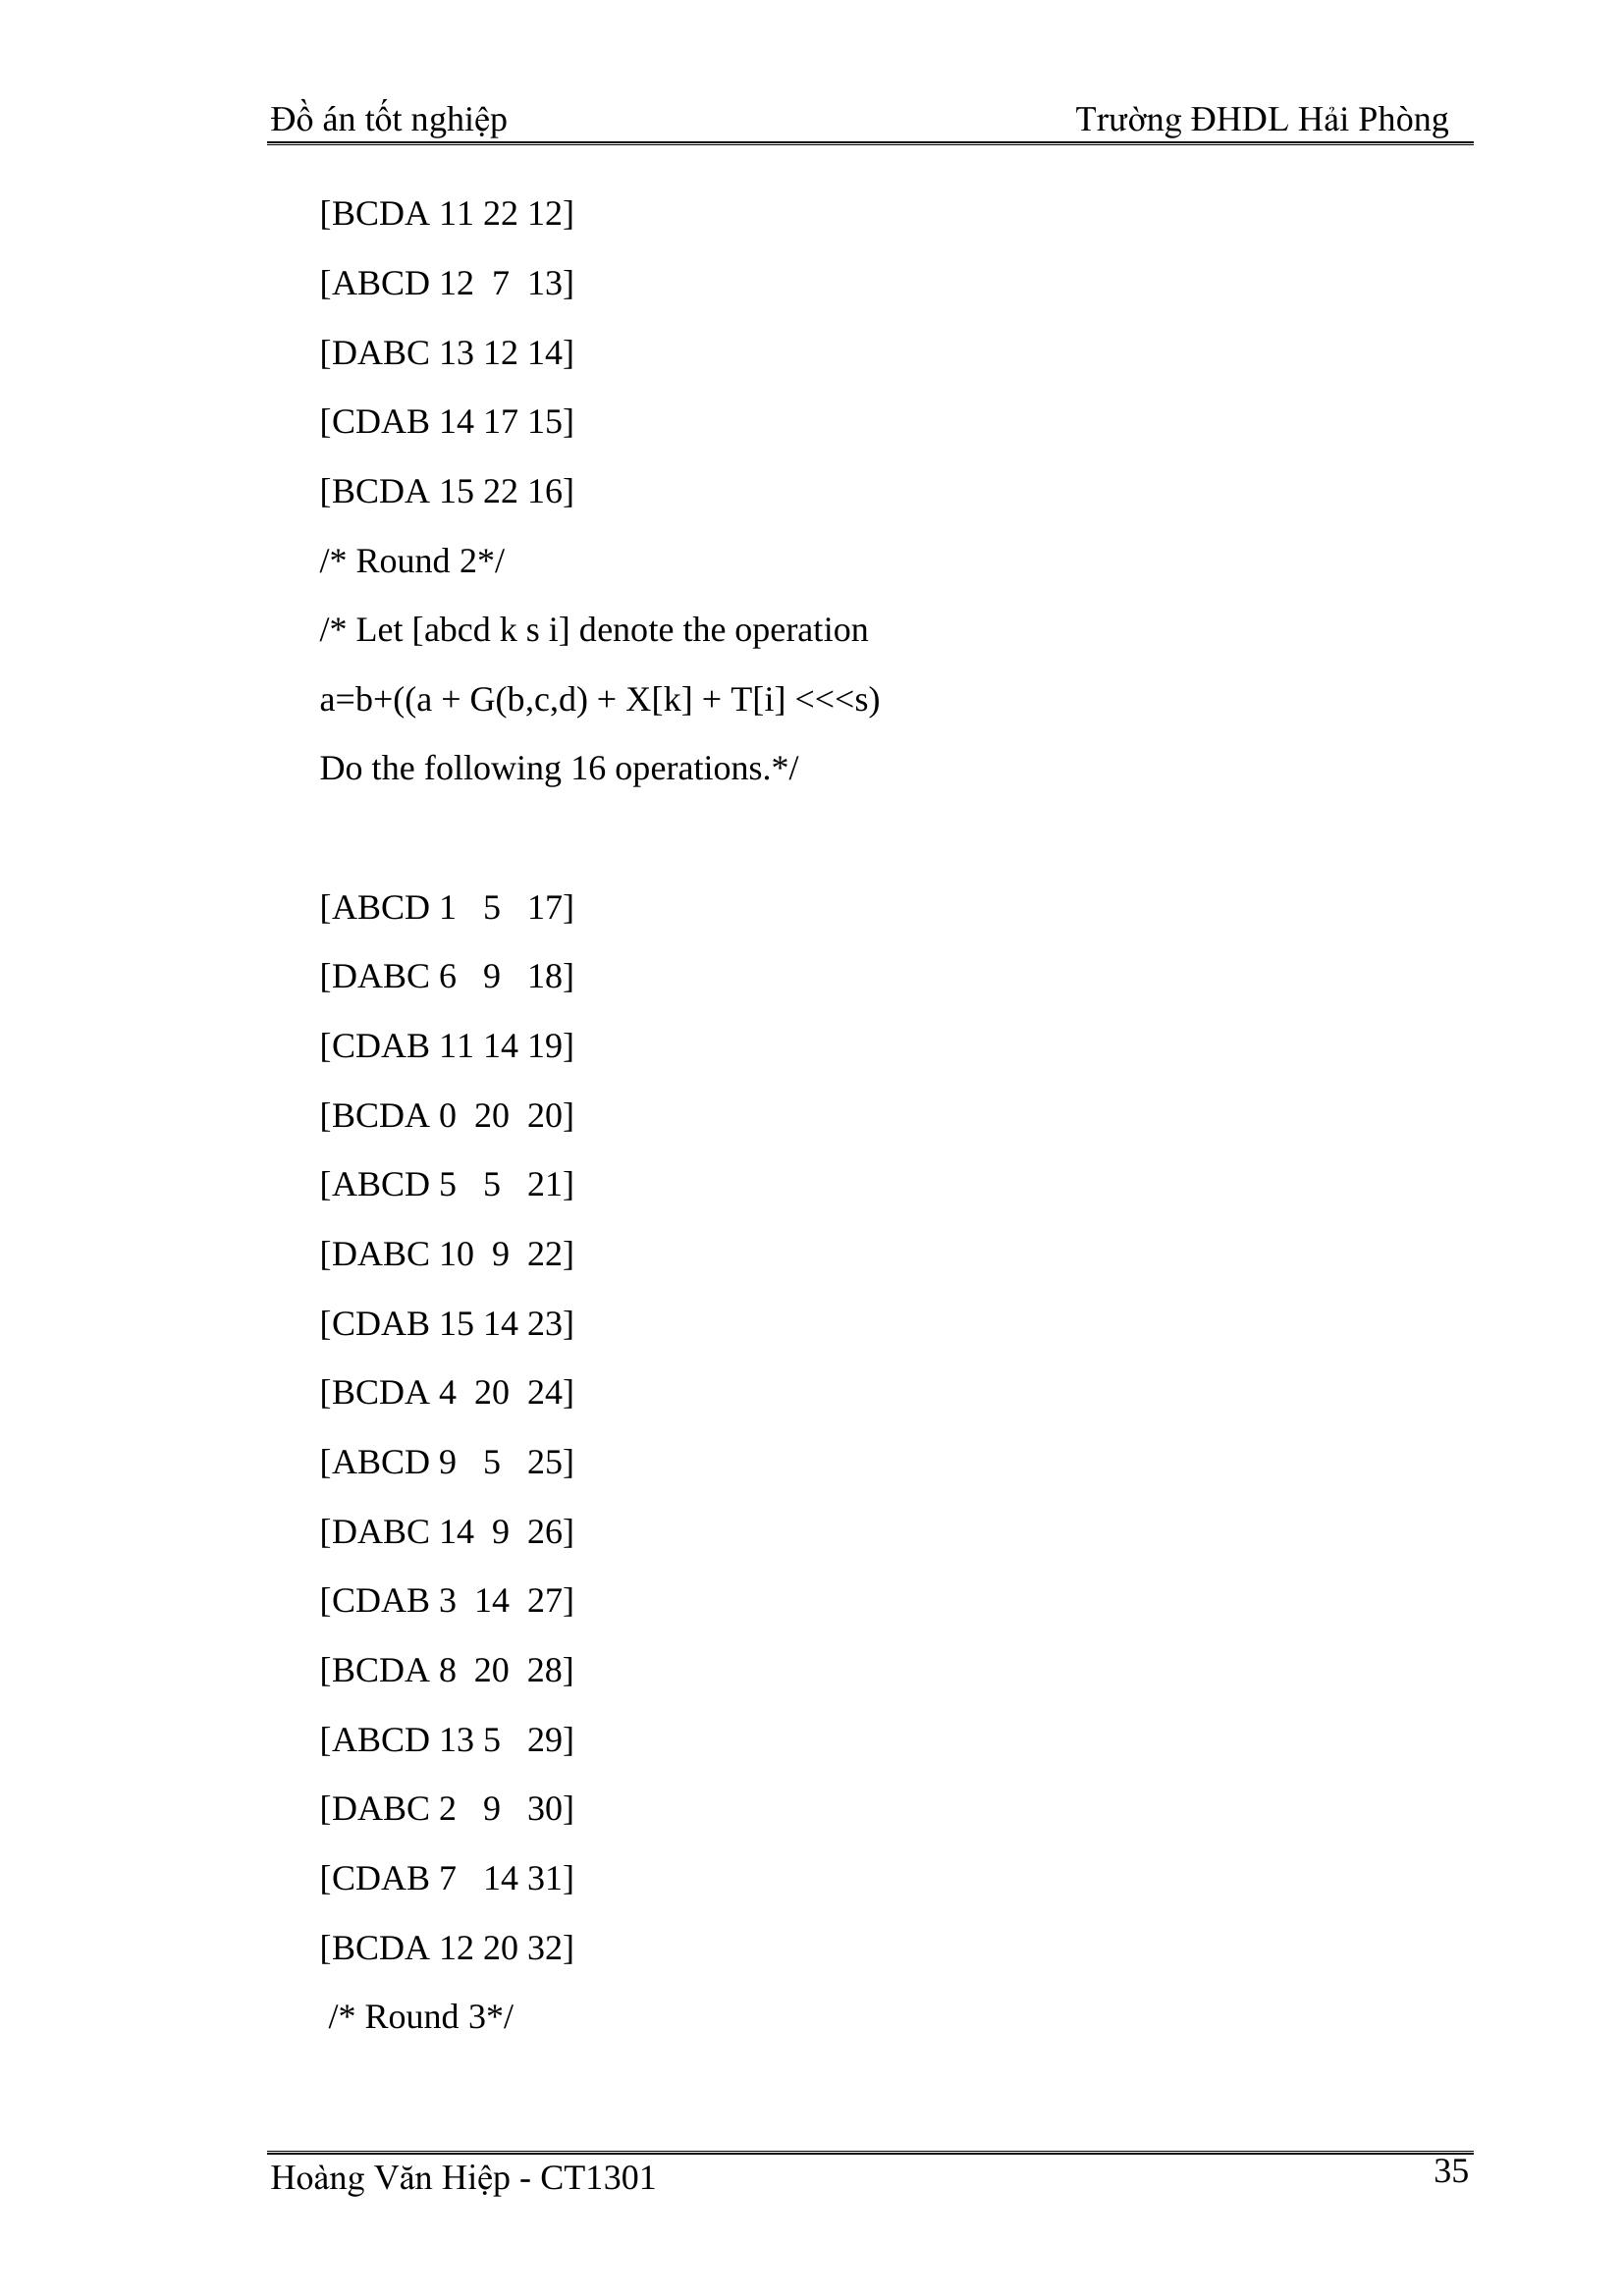 Đồ án tốt nghiệp Trường ĐHDL Hải Phòng
[BCDA 11 22 12]
[ABCD 12 7 13]
[DABC 13 12 14]
[CDAB 14 17 15]
[BCDA 15 22 16]
/* Round 2*/
/* Let [abcd k s i] denote the operation
a=b+((a + G(b,c,d) + X[k] + T[i] <<<s)
Do the following 16 operations.*/
[ABCD 1 5 17]
[DABC 6 9 18]
[CDAB 11 14 19]
[BCDA 0 20 20]
[ABCD 5 5 21]
[DABC 10 9 22]
[CDAB 15 14 23]
[BCDA 4 20 24]
[ABCD 9 5 25]
[DABC 14 9 26]
[CDAB 3 14 27]
[BCDA 8 20 28]
[ABCD 13 5 29]
[DABC 2 9 30]
[CDAB 7 14 31]
[BCDA 12 20 32]
/* Round 3*/
Hoàng Văn Hiệp - CT1301 35